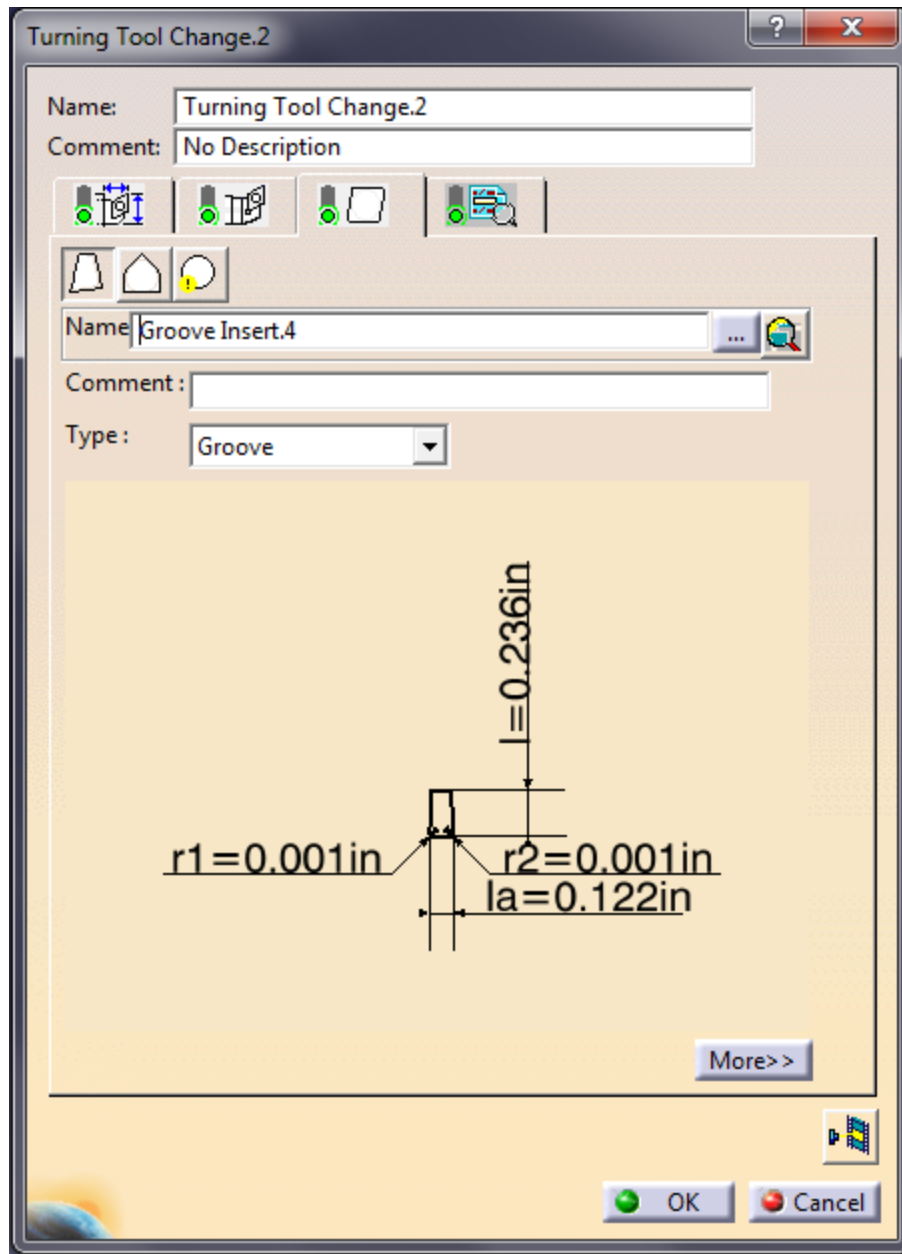 Turning Tool Change.2
? X
Name: Turning Tool Change.2
Comment: No Description
!
Name Groove Insert.4 ...
Comment :
Type : Groove
l=0.236in
r1=0.001in r2=0.001in
la=0.122in
More>>
OK Cancel